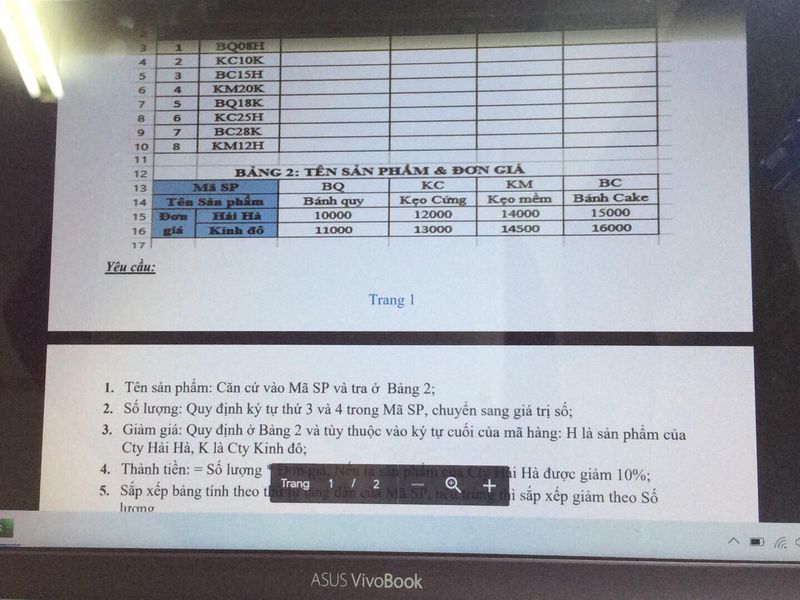 3 1 BQ08H
4 2 KC10K
5 3 BC15H
6 4 KM20K
7 5 BQ18K
8 6 KC25H
9 7 BC28K
10 8 KM12H
11
12 BẢNG 2: TÊN SẢN PHẨM & ĐƠN GIÁ
13 Mã SP BQ KC KM BC
14 Tên Sản phẩm Bánh quy Kẹo Cứng Kẹo mềm Bánh Cake
15 Đơn Hải Hà 10000 12000 14000 15000
16 giá Kinh đô 11000 13000 14500 16000
17
Yêu cầu:
Trang 1
1. Tên sản phẩm: Căn cứ vào Mã SP và tra ở Bảng 2;
2. Số lượng: Quy định ký tự thứ 3 và 4 trong Mã SP, chuyển sang giá trị số;
3. Giảm giá: Quy định ở Bảng 2 và tùy thuộc vào ký tự cuối của mã hàng: H là sản phẩm của
Cty Hải Hà, K là Cty Kinh đô;
4. Thành tiền: = Số lượng * Đơn giá, Nếu là sản phẩm của Cty Hải Hà được giảm 10%;
5. Sắp xếp bảng tính theo thứ tự tăng dần của Mã SP, nếu trùng thì sắp xếp giảm theo Số
lượng
Trang 1 / 2
ASUS VivoBook